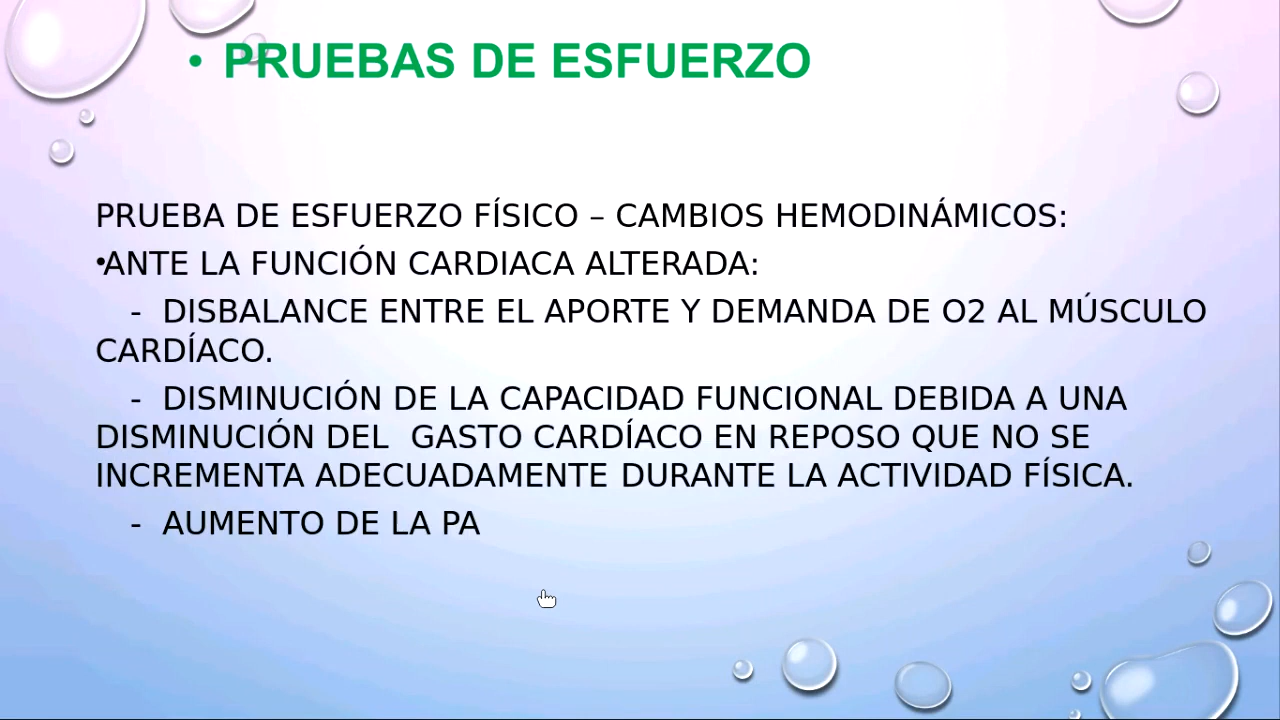 • PRUEBAS DE ESFUERZO
PRUEBA DE ESFUERZO FÍSICO – CAMBIOS HEMODINÁMICOS:
•ANTE LA FUNCIÓN CARDIACA ALTERADA:
- DISBALANCE ENTRE EL APORTE Y DEMANDA DE O2 AL MÚSCULO
CARDÍACO.
- DISMINUCIÓN DE LA CAPACIDAD FUNCIONAL DEBIDA A UNA
DISMINUCIÓN DEL  GASTO CARDÍACO EN REPOSO QUE NO SE
INCREMENTA ADECUADAMENTE DURANTE LA ACTIVIDAD FÍSICA.
- AUMENTO DE LA PA